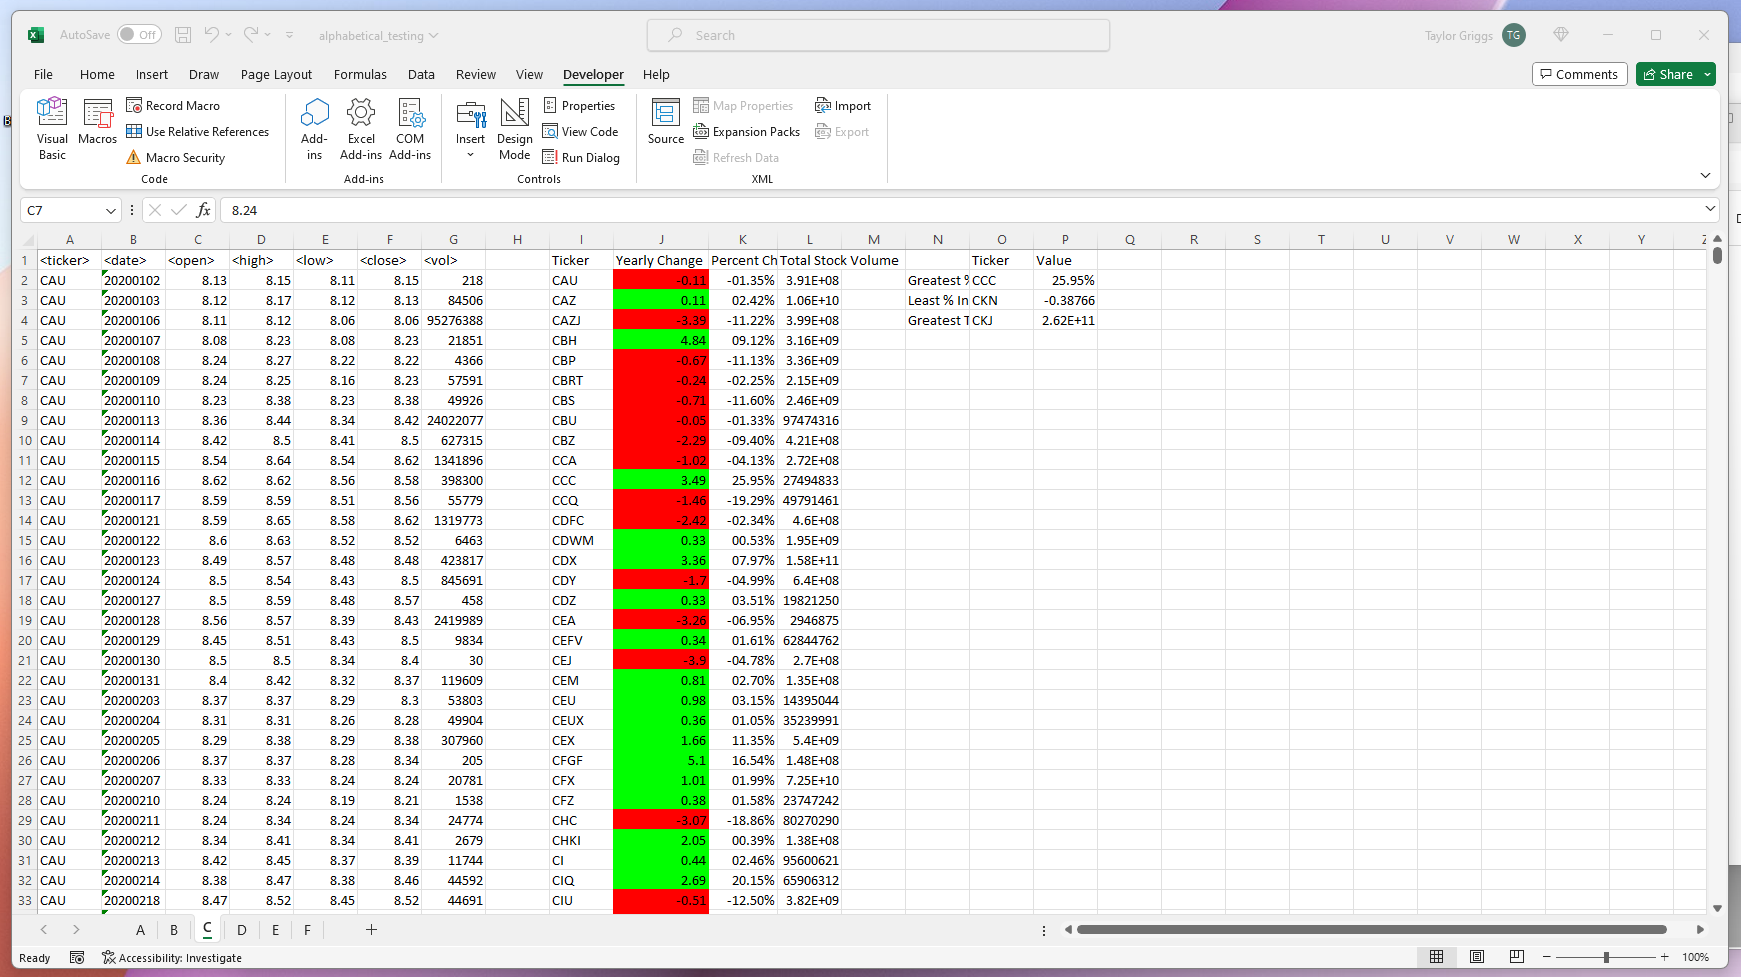 AutoSave Off alphabetical_testing Search Taylor Griggs TG
File Home Insert Draw Page Layout Formulas Data Review View Developer Help Comments Share
Visual Basic Macros Record Macro Use Relative References Macro Security Code
Add-ins Excel Add-ins COM Add-ins Add-ins
Insert Design Mode Properties View Code Run Dialog Controls
Source Map Properties Expansion Packs Refresh Data Import Export XML
C7 fx 8.24
A B C D E F G H I J K L M N O P Q R S T U V W X Y Z
1 <ticker> <date> <open> <high> <low> <close> <vol> Ticker Yearly Change Percent Ch Total Stock Volume Ticker Value
2 CAU 20200102 8.13 8.15 8.11 8.15 218 CAU -0.11 -01.35% 3.91E+08 Greatest % CCC 25.95%
3 CAU 20200103 8.12 8.17 8.12 8.13 84506 CAZ 0.11 02.42% 1.06E+10 Least % In CKN -0.38766
4 CAU 20200106 8.11 8.12 8.06 8.06 95276388 CAZJ -3.39 -11.22% 3.99E+08 Greatest T CKJ 2.62E+11
5 CAU 20200107 8.08 8.23 8.08 8.23 21851 CBH 4.84 09.12% 3.16E+09
6 CAU 20200108 8.24 8.27 8.22 8.22 4366 CBP -0.67 -11.13% 3.36E+09
7 CAU 20200109 8.24 8.25 8.16 8.23 57591 CBRT -0.24 -02.25% 2.15E+09
8 CAU 20200110 8.23 8.38 8.23 8.38 49926 CBS -0.71 -11.60% 2.46E+09
9 CAU 20200113 8.36 8.44 8.34 8.42 24022077 CBU -0.05 -01.33% 97474316
10 CAU 20200114 8.42 8.5 8.41 8.5 627315 CBZ -2.29 -09.40% 4.21E+08
11 CAU 20200115 8.54 8.64 8.54 8.62 1341896 CCA -1.02 -04.13% 2.72E+08
12 CAU 20200116 8.62 8.62 8.56 8.58 398300 CCC 3.49 25.95% 27494833
13 CAU 20200117 8.59 8.59 8.51 8.56 55779 CCQ -1.46 -19.29% 49791461
14 CAU 20200121 8.59 8.65 8.58 8.62 1319773 CDFC -2.42 -02.34% 4.6E+08
15 CAU 20200122 8.6 8.63 8.52 8.52 6463 CDWM 0.33 00.53% 1.95E+09
16 CAU 20200123 8.49 8.57 8.48 8.48 423817 CDX 3.36 07.97% 1.58E+11
17 CAU 20200124 8.5 8.54 8.43 8.5 845691 CDY -1.7 -04.99% 6.4E+08
18 CAU 20200127 8.5 8.59 8.48 8.57 458 CDZ 0.33 03.51% 19821250
19 CAU 20200128 8.56 8.57 8.39 8.43 2419989 CEA -3.26 -06.95% 2946875
20 CAU 20200129 8.45 8.51 8.43 8.5 9834 CEFV 0.34 01.61% 62844762
21 CAU 20200130 8.5 8.5 8.34 8.4 30 CEJ -3.9 -04.78% 2.7E+08
22 CAU 20200131 8.4 8.42 8.32 8.37 119609 CEM 0.81 02.70% 1.35E+08
23 CAU 20200203 8.37 8.37 8.29 8.3 53803 CEU 0.98 03.15% 14395044
24 CAU 20200204 8.31 8.31 8.26 8.28 49904 CEUX 0.36 01.05% 35239991
25 CAU 20200205 8.29 8.38 8.29 8.38 307960 CEX 1.66 11.35% 5.4E+09
26 CAU 20200206 8.37 8.37 8.28 8.34 205 CFGF 5.1 16.54% 1.48E+08
27 CAU 20200207 8.33 8.33 8.24 8.24 20781 CFX 1.01 01.99% 7.25E+10
28 CAU 20200210 8.24 8.24 8.19 8.21 1538 CFZ 0.38 01.58% 23747242
29 CAU 20200211 8.24 8.34 8.24 8.34 24774 CHC -3.07 -18.86% 80270290
30 CAU 20200212 8.34 8.41 8.34 8.41 2679 CHKI 2.05 00.39% 1.38E+08
31 CAU 20200213 8.42 8.45 8.37 8.39 11744 CI 0.44 02.46% 95600621
32 CAU 20200214 8.38 8.47 8.38 8.46 44592 CIQ 2.69 20.15% 65906312
33 CAU 20200218 8.47 8.52 8.45 8.52 44691 CIU -0.51 -12.50% 3.82E+09
A B C D E F
Ready Accessibility: Investigate 100%